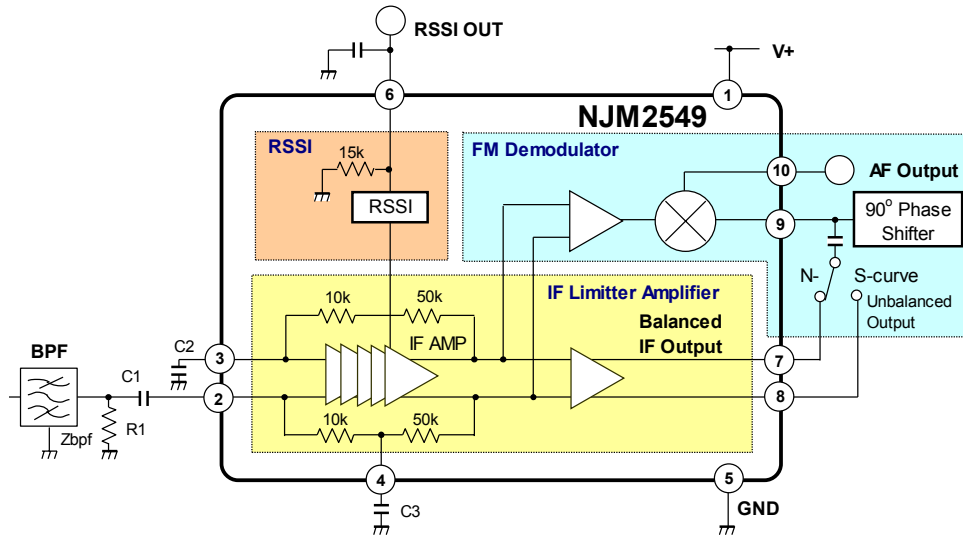 RSSI OUT
V+
6
1
NJM2549
RSSI
15k
RSSI
FM Demodulator
10
AF Output
9
90° Phase
Shifter
N-
S-curve
Unbalanced
Output
IF Limitter Amplifier
10k
50k
IF AMP
Balanced
IF Output
BPF
C2
3
7
C1
2
8
Zbpf
R1
10k
50k
4
5
C3
GND